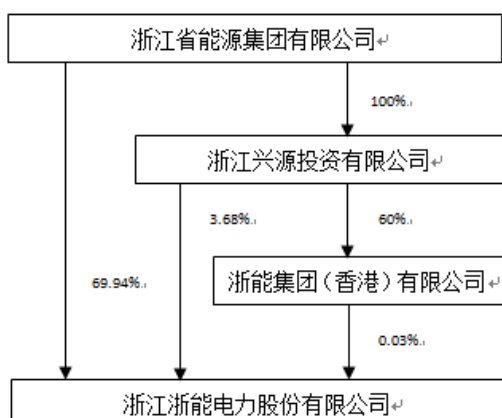 浙江省能源集团有限公司
100%
浙江兴源投资有限公司
3.68%
60%
69.94%
浙能集团（香港）有限公司
0.03%
浙江浙能电力股份有限公司